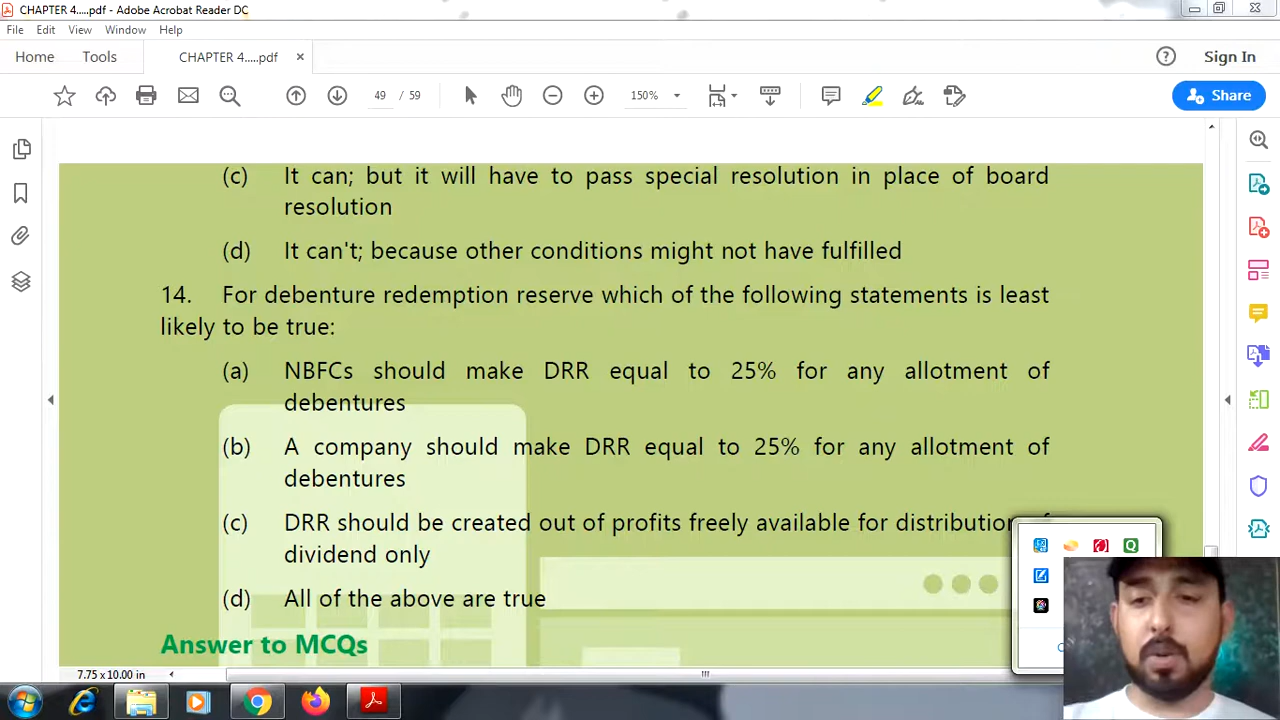 CHAPTER 4.....pdf - Adobe Acrobat Reader DC
File Edit View Window Help
Home Tools CHAPTER 4.....pdf × Sign In
49 / 59 150% Share
(c) It can; but it will have to pass special resolution in place of board
resolution
(d) It can't; because other conditions might not have fulfilled
14. For debenture redemption reserve which of the following statements is least
likely to be true:
(a) NBFCs should make DRR equal to 25% for any allotment of
debentures
(b) A company should make DRR equal to 25% for any allotment of
debentures
(c) DRR should be created out of profits freely available for distribution
dividend only
(d) All of the above are true
Answer to MCQs
7.75 x 10.00 in